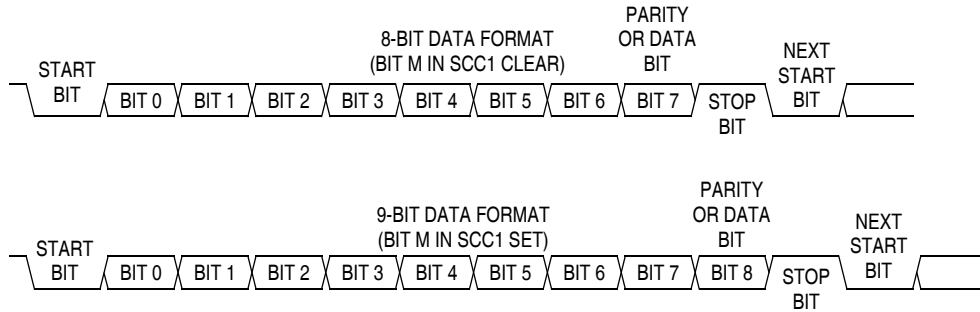 8-BIT DATA FORMAT
(BIT M IN SCC1 CLEAR)
PARITY
OR DATA
BIT
START
BIT
BIT 0 BIT 1 BIT 2 BIT 3 BIT 4 BIT 5 BIT 6 BIT 7
STOP
BIT
NEXT
START
BIT
9-BIT DATA FORMAT
(BIT M IN SCC1 SET)
PARITY
OR DATA
BIT
START
BIT
BIT 0 BIT 1 BIT 2 BIT 3 BIT 4 BIT 5 BIT 6 BIT 7 BIT 8
STOP
BIT
NEXT
START
BIT